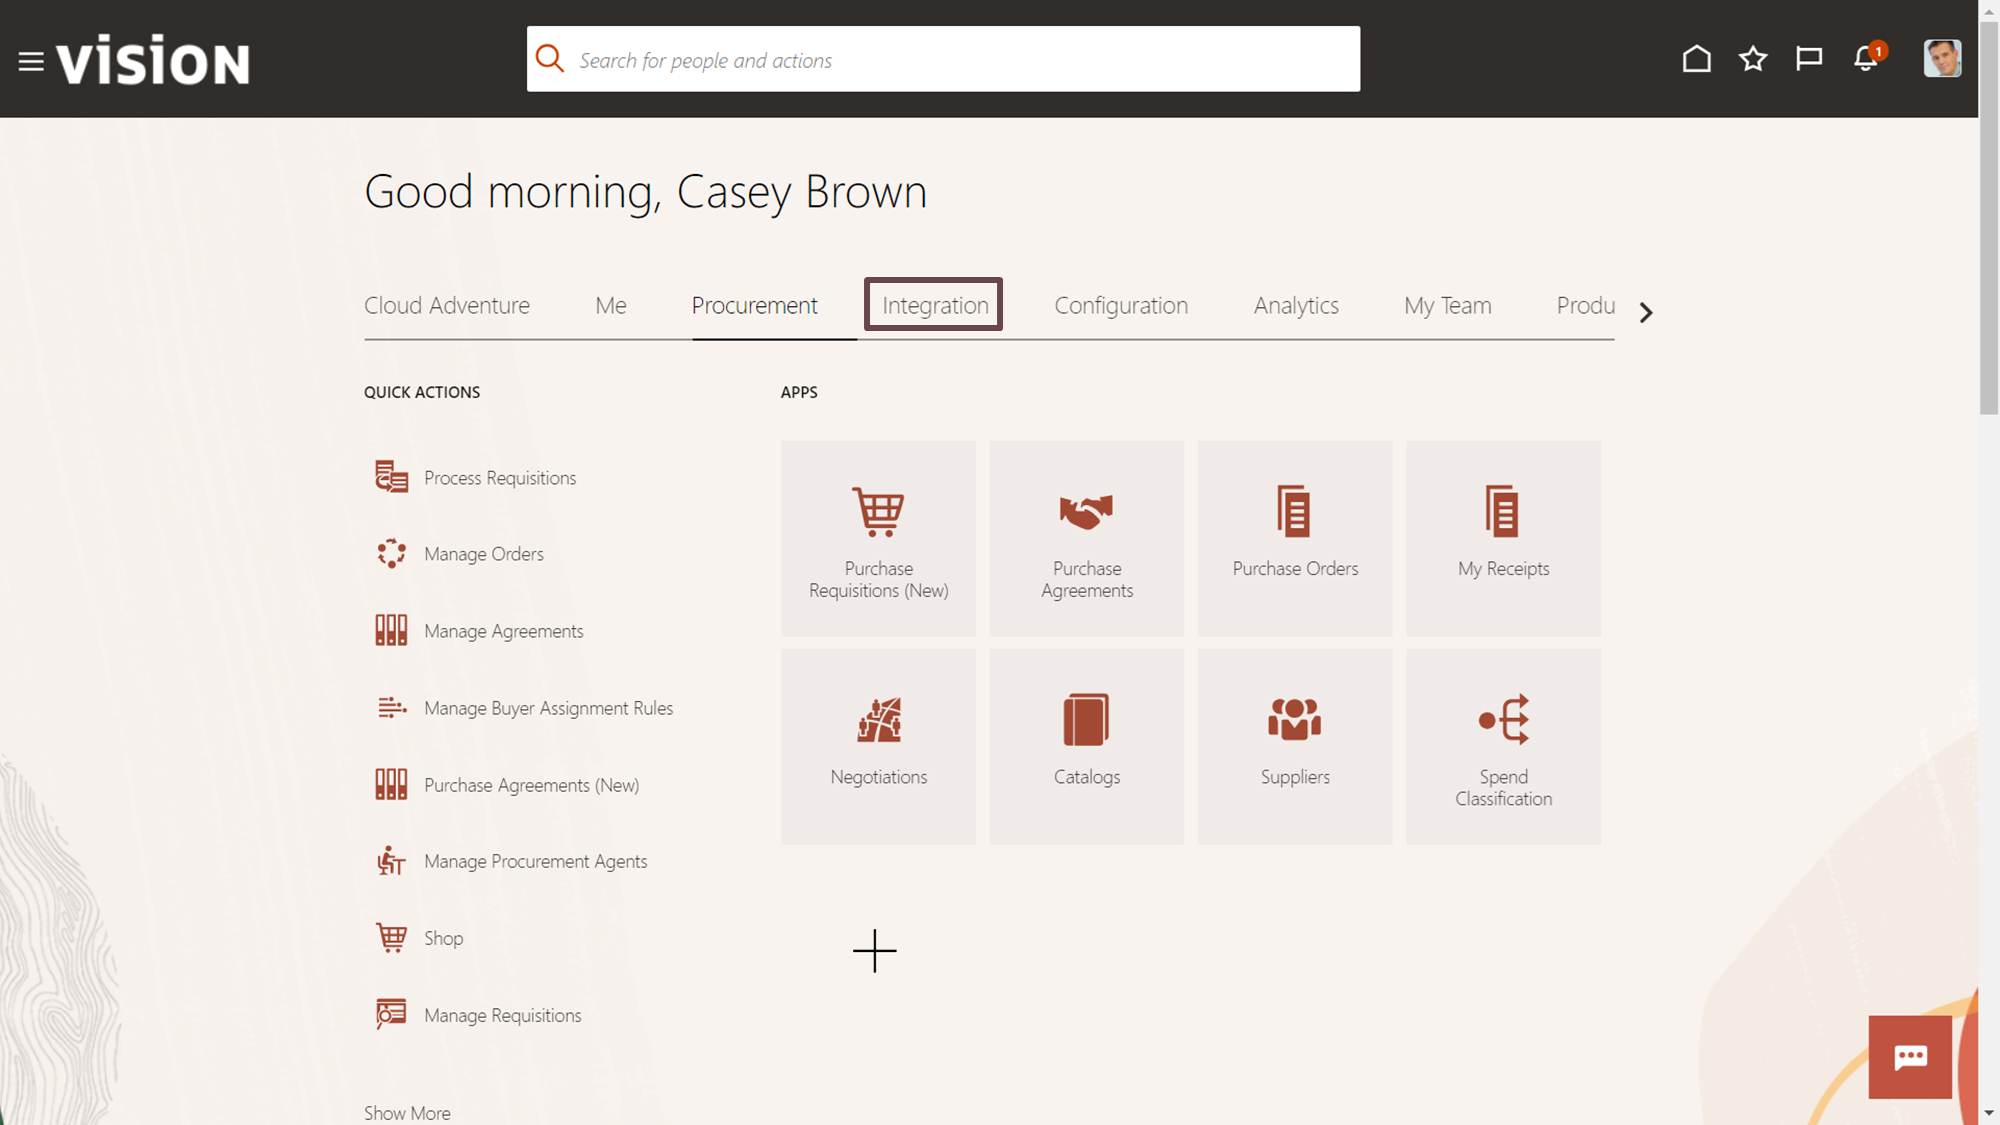 vision
Search for people and actions
1
Good morning, Casey Brown
Cloud Adventure
Me
Procurement
Integration
Configuration
Analytics
My Team
Produ
QUICK ACTIONS
APPS
Process Requisitions
Manage Orders
Manage Agreements
Manage Buyer Assignment Rules
Purchase Agreements (New)
Manage Procurement Agents
Shop
Manage Requisitions
Show More
Purchase
Requisitions (New)
Purchase
Agreements
Purchase Orders
My Receipts
Negotiations
Catalogs
Suppliers
Spend
Classification